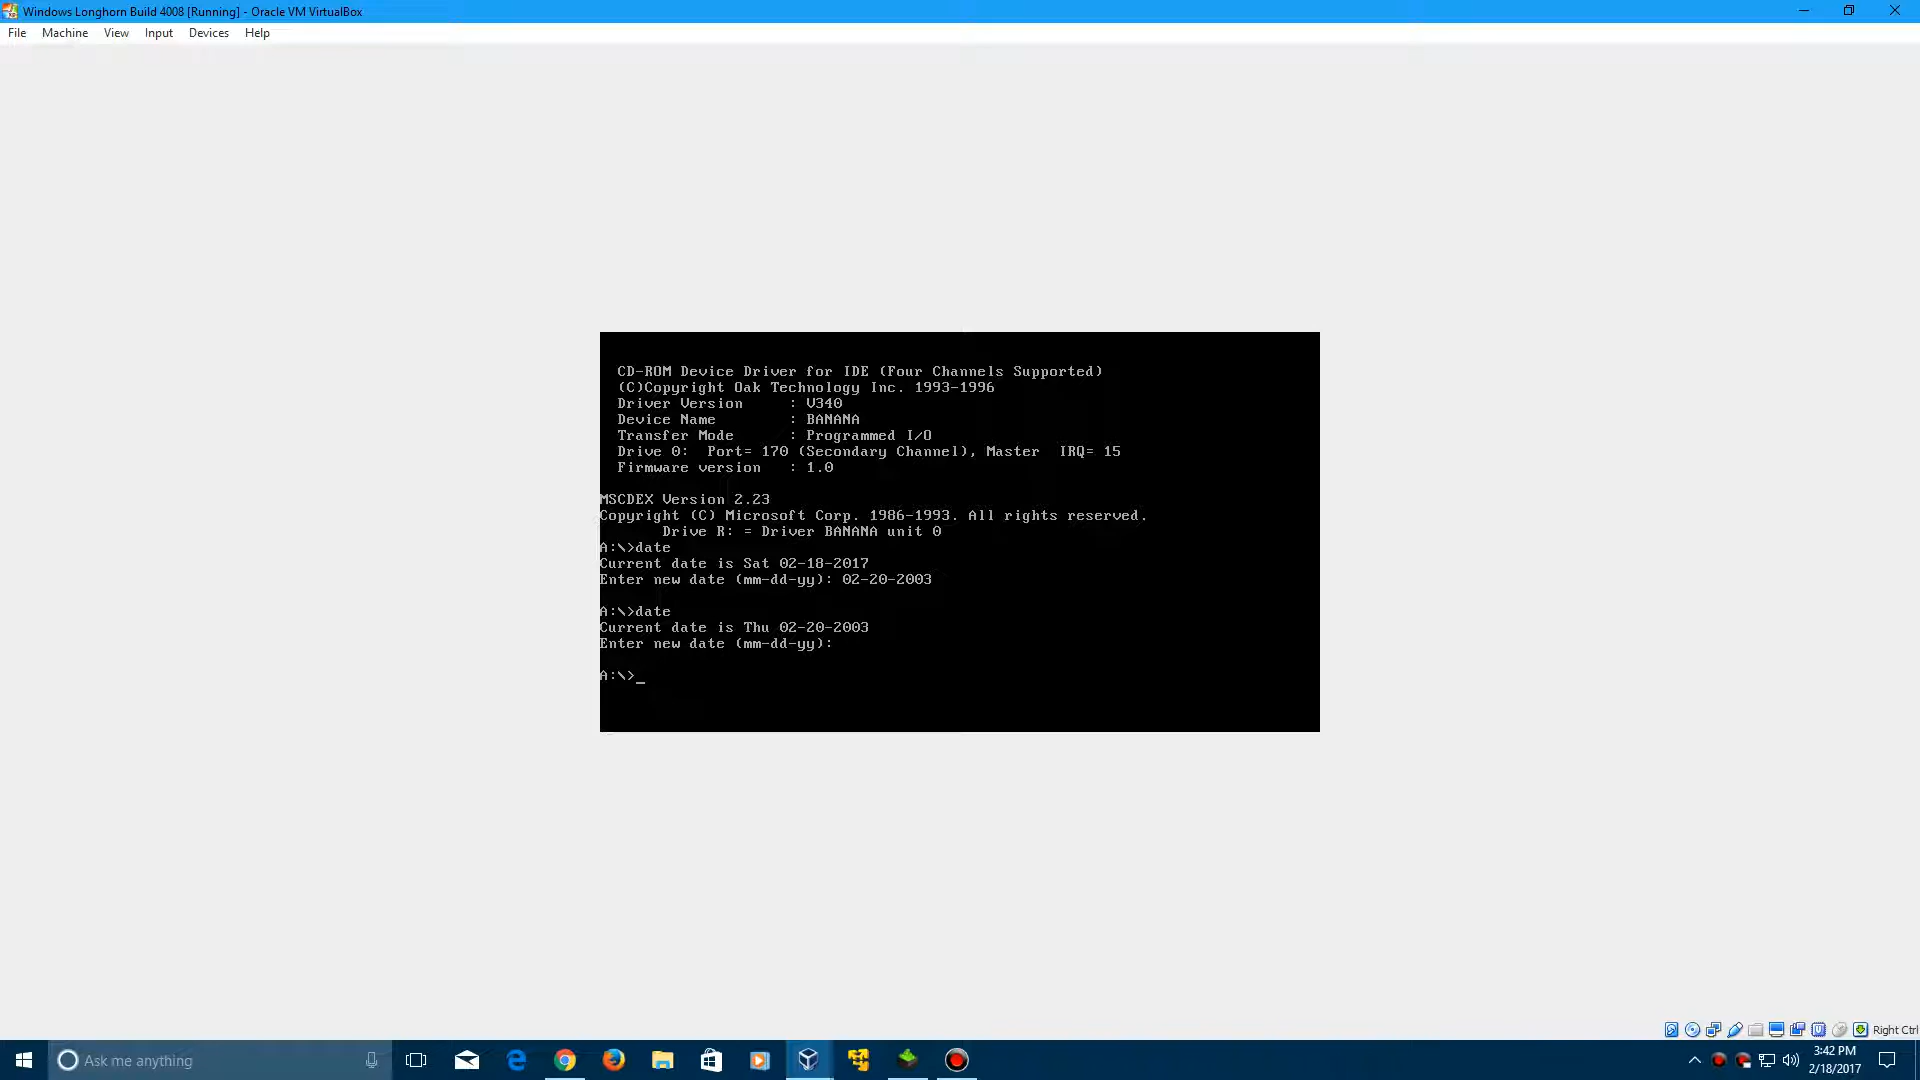 Windows Longhorn Build 4008 [Running] - Oracle VM VirtualBox
File Machine View Input Devices Help
CD-ROM Device Driver for IDE (Four Channels Supported)
(C)Copyright Oak Technology Inc. 1993-1996
Driver Version : V340
Device Name : BANANA
Transfer Mode : Programmed I/O
Drive 0: Port= 170 (Secondary Channel), Master IRQ= 15
Firmware version : 1.0
MSCDEX Version 2.23
Copyright (C) Microsoft Corp. 1986-1993. All rights reserved.
Drive R: = Driver BANANA unit 0
A:\>date
Current date is Sat 02-18-2017
Enter new date (mm-dd-yy): 02-20-2003
A:\>date
Current date is Thu 02-20-2003
Enter new date (mm-dd-yy):
A:\>_
Right Ctrl
Ask me anything
3:42 PM
2/18/2017